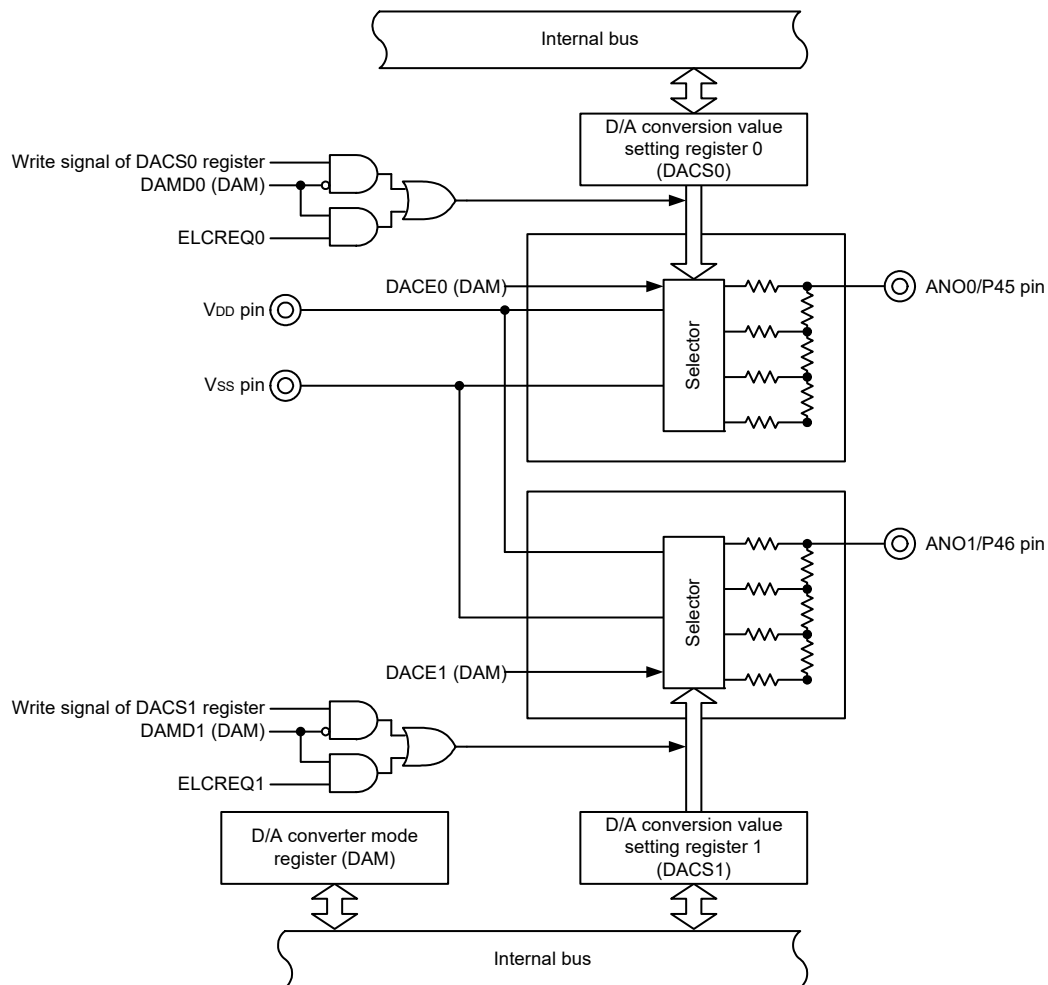 Internal bus
D/A conversion value
setting register 0
(DACS0)
Write signal of DACS0 register
DAMD0 (DAM)
ELCREQ0
DACE0 (DAM)
VDD pin
VSS pin
Selector
ANO0/P45 pin
Selector
ANO1/P46 pin
DACE1 (DAM)
Write signal of DACS1 register
DAMD1 (DAM)
ELCREQ1
D/A converter mode
register (DAM)
D/A conversion value
setting register 1
(DACS1)
Internal bus